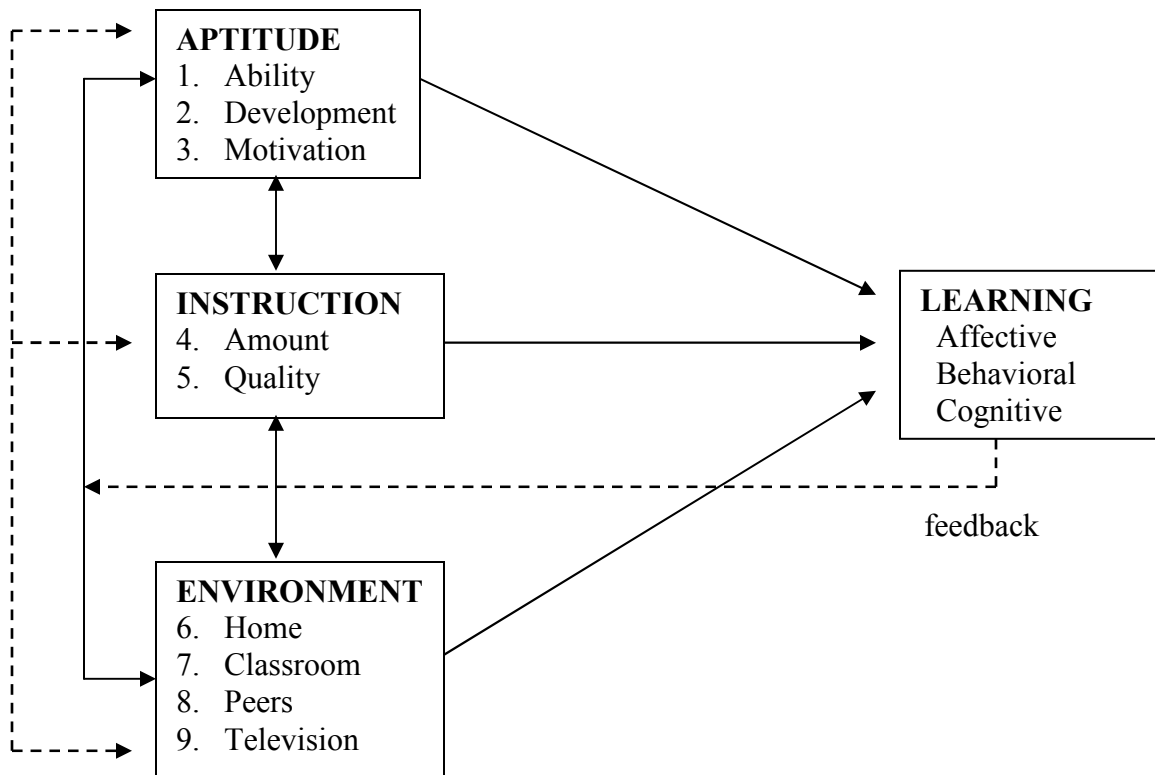 APTITUDE
1. Ability
2. Development
3. Motivation
INSTRUCTION
4. Amount
5. Quality
LEARNING
Affective
Behavioral
Cognitive
feedback
ENVIRONMENT
6. Home
7. Classroom
8. Peers
9. Television